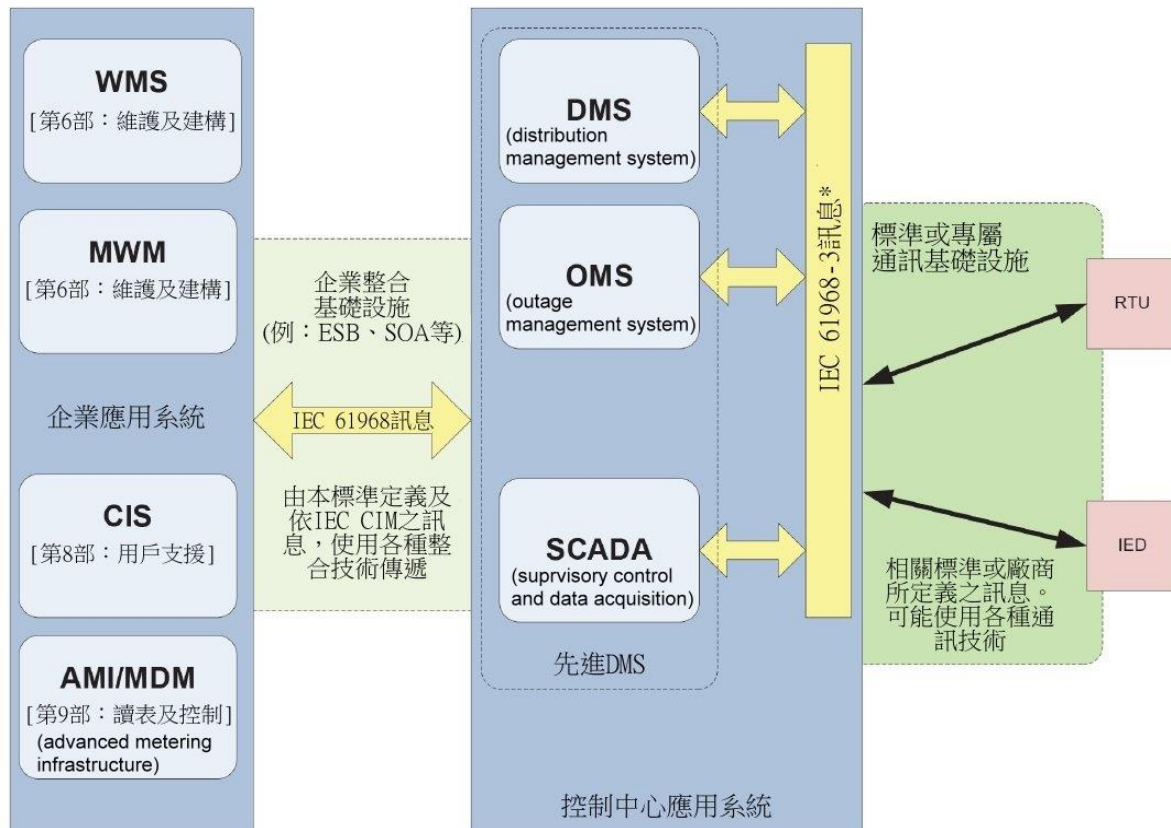 WMS
[第6部：維護及建構]
MWM
[第6部：維護及建構]
企業應用系統
CIS
[第8部：用戶支援]
AMI/MDM
[第9部：讀表及控制]
(advanced metering
infrastructure)
企業整合
基礎設施
(例：ESB、SOA等)
IEC 61968訊息
由本標準定義及
依IEC CIM之訊
息，使用各種整
合技術傳遞
DMS
(distribution
management system)
OMS
(outage
management system)
SCADA
(suprvisory control
and data acquisition)
先進DMS
控制中心應用系統
IEC 61968-3訊息*
標準或專屬
通訊基礎設施
RTU
IED
相關標準或廠商
所定義之訊息。
可能使用各種通
訊技術